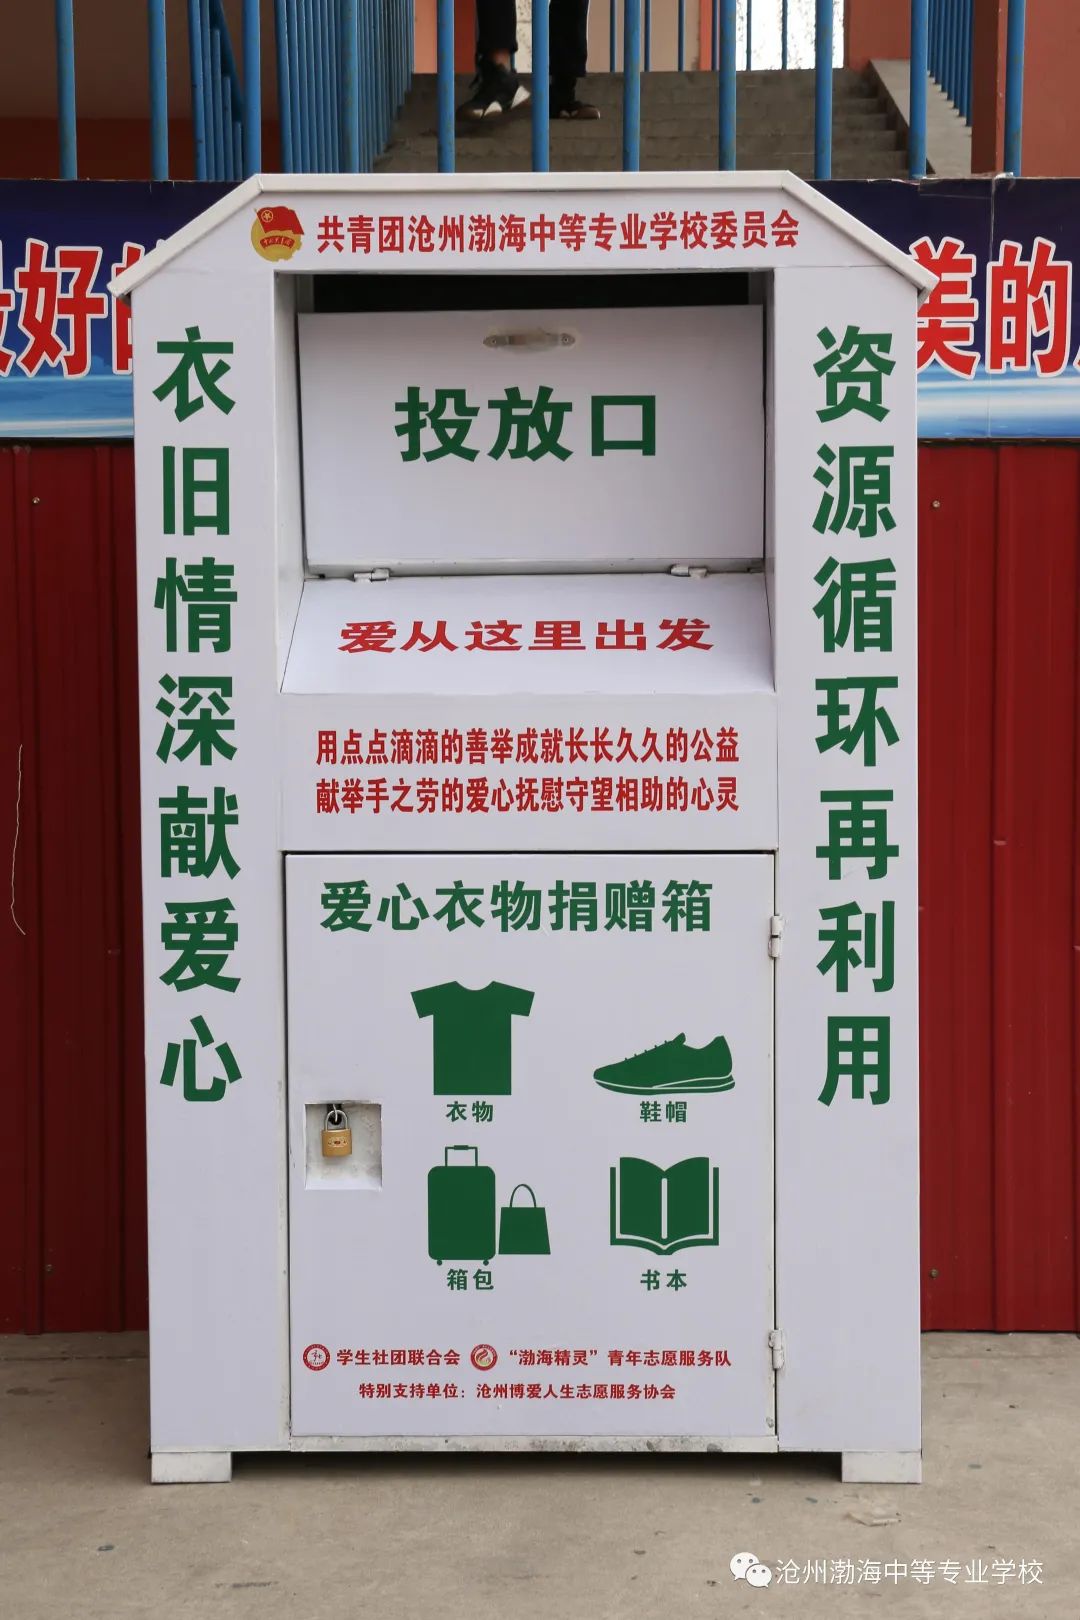 共青团沧州渤海中等专业学校委员会
好的
美的
衣旧情深献爱心
投放口
资源循环再利用
爱从这里出发
用点点滴滴的善举成就长长久久的公益
献举手之劳的爱心抚慰守望相助的心灵
爱心衣物捐赠箱
衣物
鞋帽
箱包
书本
学生社团联合会 “渤海精灵”青年志愿服务队
特别支持单位：沧州博爱人生志愿服务协会
沧州渤海中等专业学校